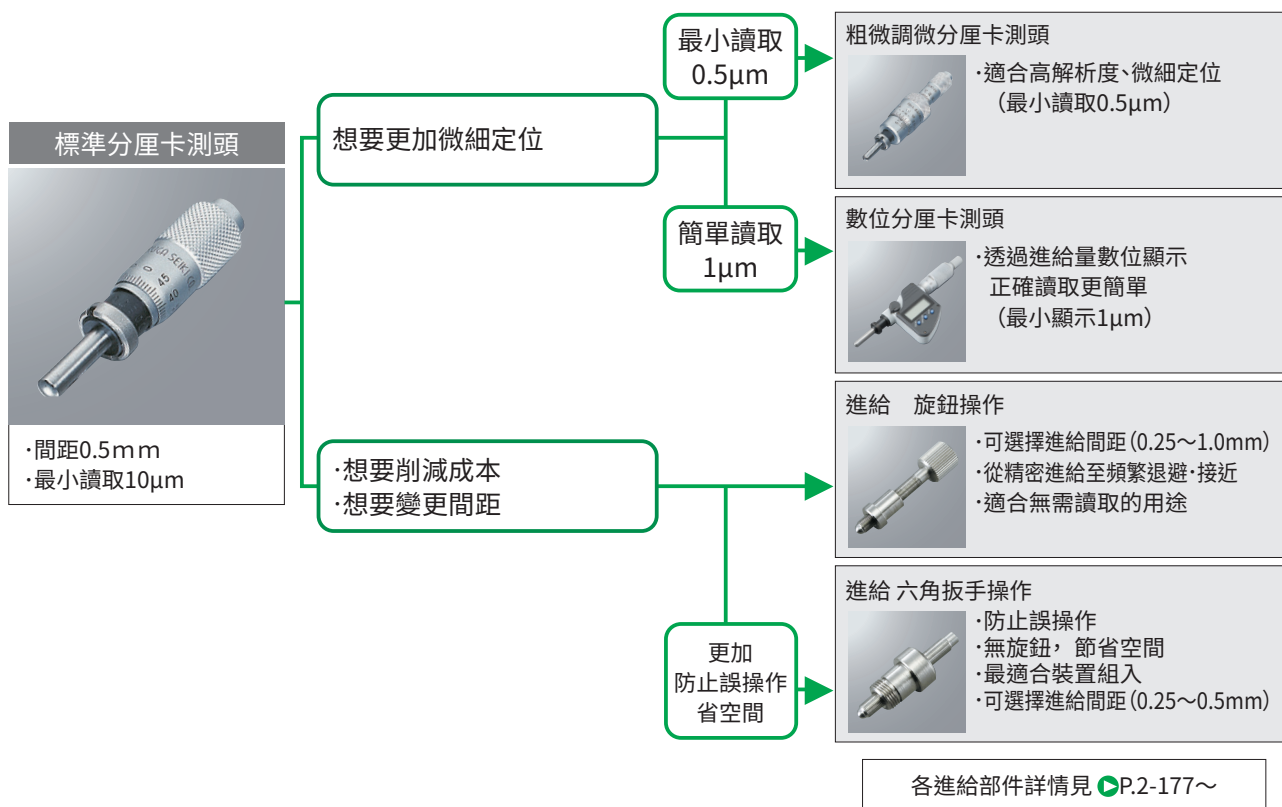 標準分厘卡測頭
SEIKI CO
0
45
40
·間距0.5mm
·最小讀取10μm
想要更加微細定位
·想要削減成本
·想要變更間距
最小讀取
0.5μm
簡單讀取
1μm
更加
防止誤操作
省空間
粗微調微分厘卡測頭
·適合高解析度、微細定位
（最小讀取0.5μm）
數位分厘卡測頭
·透過進給量數位顯示
正確讀取更簡單
（最小顯示1μm）
進給　旋鈕操作
·可選擇進給間距（0.25～1.0mm）
·從精密進給至頻繁退避·接近
·適合無需讀取的用途
進給 六角扳手操作
·防止誤操作
·無旋鈕，節省空間
·最適合裝置組入
·可選擇進給間距（0.25～0.5mm）
各進給部件詳情見 P.2-177～